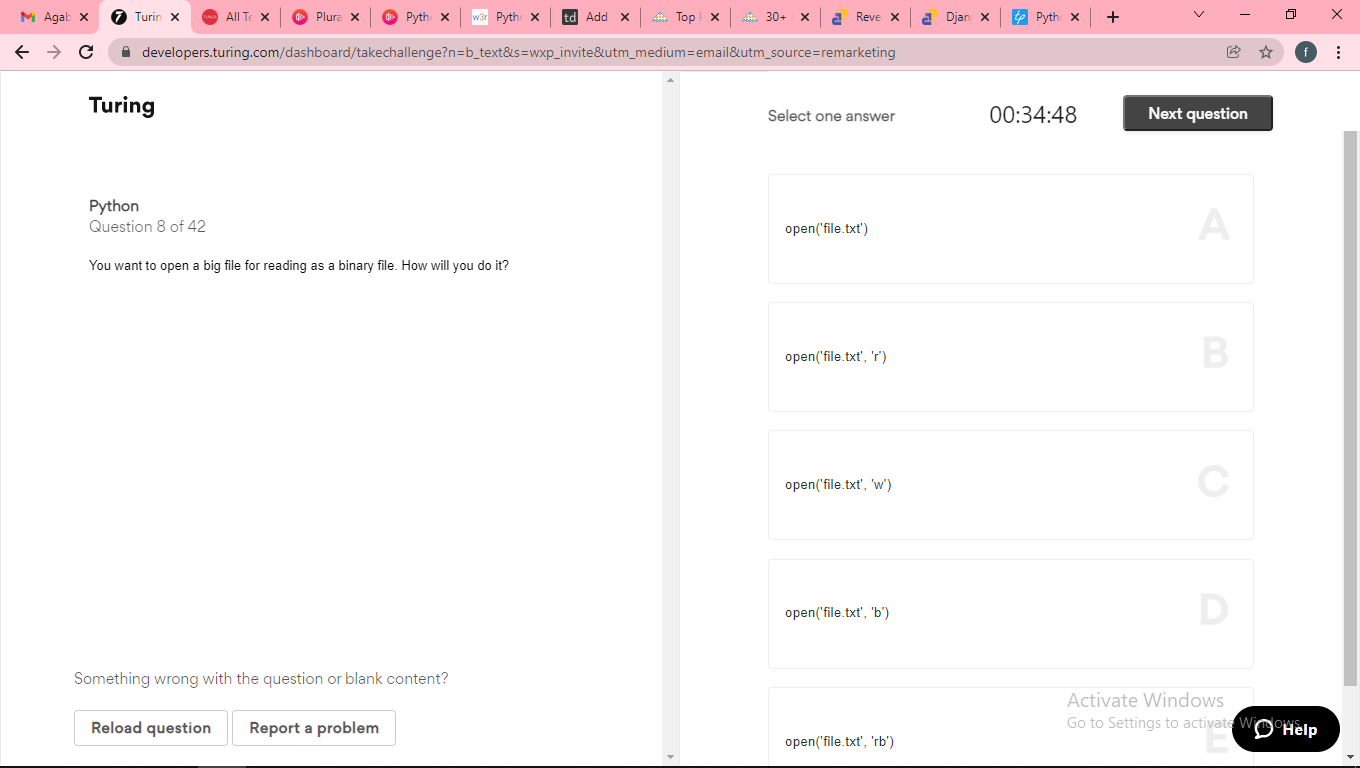 Agab
Turin
All Te
Plura
Pyth
w3r Pyth
td Add
Top
30+
Reve
Djan
Pyth
developers.turing.com/dashboard/takechallenge?n=b_text&s=wxp_invite&utm_medium=email&utm_source=remarketing
f
Turing
Select one answer
00:34:48
Next question
Python
Question 8 of 42
You want to open a big file for reading as a binary file. How will you do it?
open('file.txt')
A
open('file.txt', 'r')
B
open('file.txt', 'w')
C
open('file.txt', 'b')
D
open('file.txt', 'rb')
E
Something wrong with the question or blank content?
Reload question
Report a problem
Activate Windows
Go to Settings to activate Windows.
Help